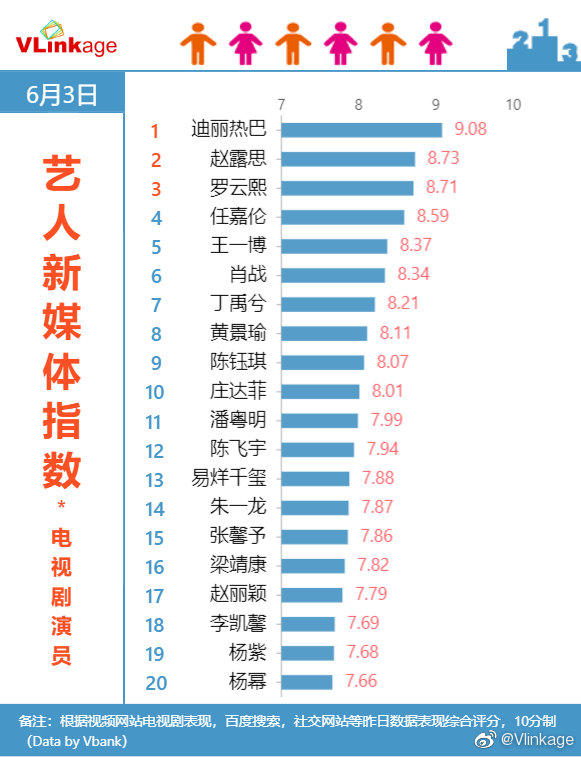 VLinkage
1
2
3
6月3日
7 8 9 10
艺人新媒体指数
*电视剧演员
1 迪丽热巴 9.08
2 赵露思 8.73
3 罗云熙 8.71
4 任嘉伦 8.59
5 王一博 8.37
6 肖战 8.34
7 丁禹兮 8.21
8 黄景瑜 8.11
9 陈钰琪 8.07
10 庄达菲 8.01
11 潘粤明 7.99
12 陈飞宇 7.94
13 易烊千玺 7.88
14 朱一龙 7.87
15 张馨予 7.86
16 梁靖康 7.82
17 赵丽颖 7.79
18 李凯馨 7.69
19 杨紫 7.68
20 杨幂 7.66
备注：根据视频网站电视剧表现，百度搜索，社交网站等昨日数据表现综合评分，10分制
（Data by Vbank）
@Vlinkage